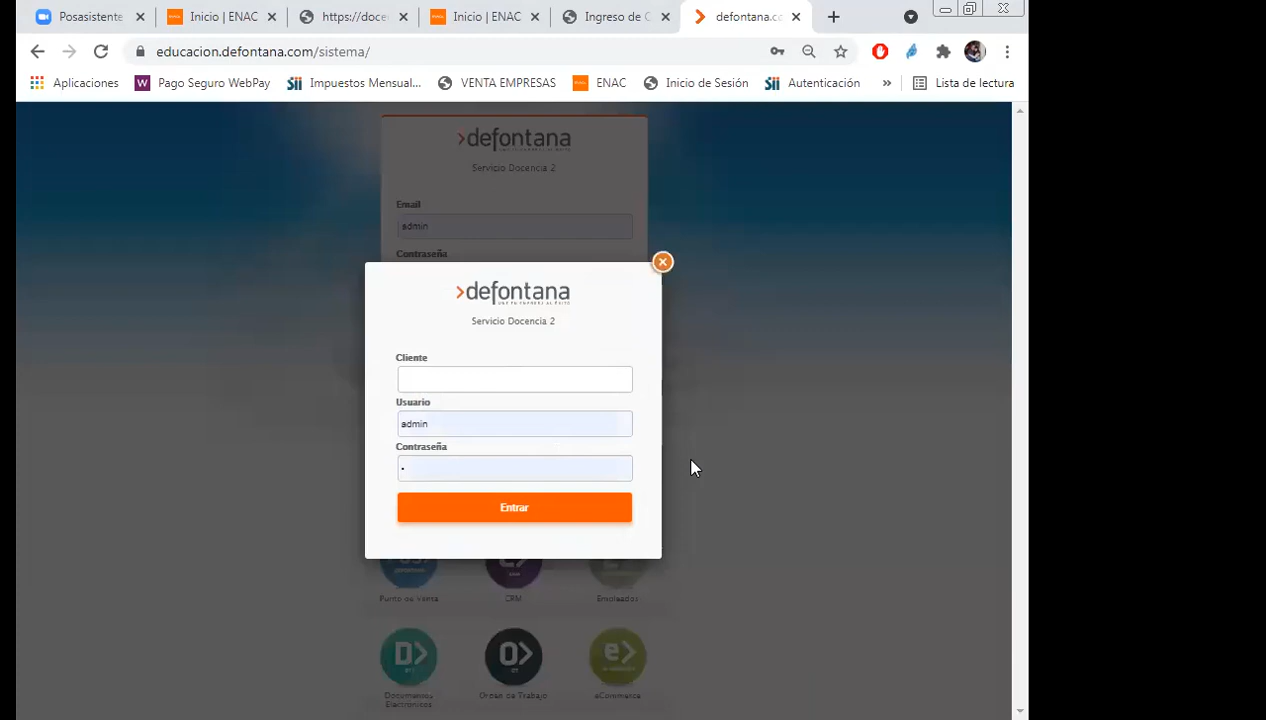 Posasistente
Inicio | ENAC
https://doce
Inicio | ENAC
Ingreso de C
defontana.co
educacion.defontana.com/sistema/
Aplicaciones
W Pago Seguro WebPay
Sii Impuestos Mensual...
VENTA EMPRESAS
ENAC
Inicio de Sesión
Sii Autenticación
»
Lista de lectura
defontana
Servicio Docencia 2
Email
admin
Contraseña
defontana
Servicio Docencia 2
Cliente
Usuario
admin
Contraseña
•
Entrar
Punto de Venta
CRM
Empleados
D>
O>
e>
Documentos
Electrónicos
Orden de Trabajo
eCommerce